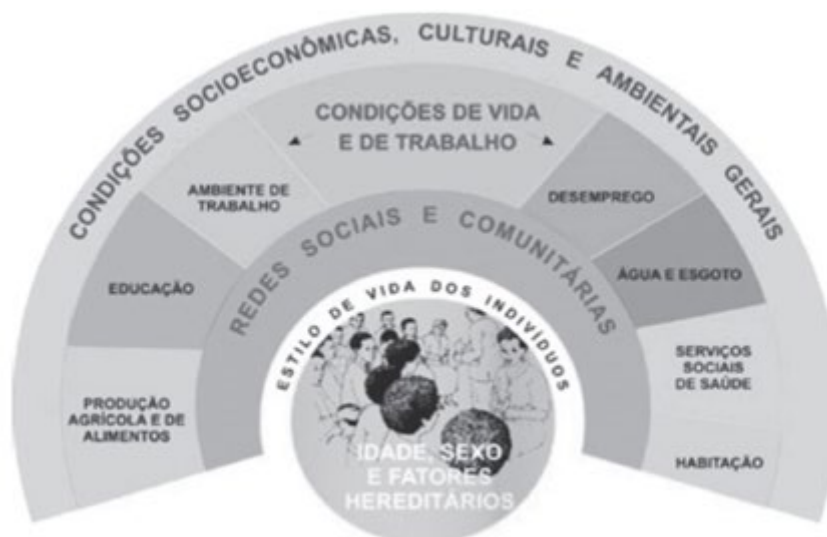 CONDIÇÕES SOCIOECONÔMICAS, CULTURAIS E AMBIENTAIS GERAIS
CONDIÇÕES DE VIDA
E DE TRABALHO
AMBIENTE DE
TRABALHO
DESEMPREGO
EDUCAÇÃO
ÁGUA E ESGOTO
PRODUÇÃO
AGRÍCOLA E DE
ALIMENTOS
SERVIÇOS
SOCIAIS
DE SAÚDE
HABITAÇÃO
REDES SOCIAIS E COMUNITÁRIAS
ESTILO DE VIDA DOS INDIVÍDUOS
IDADE, SEXO
E FATORES
HEREDITÁRIOS